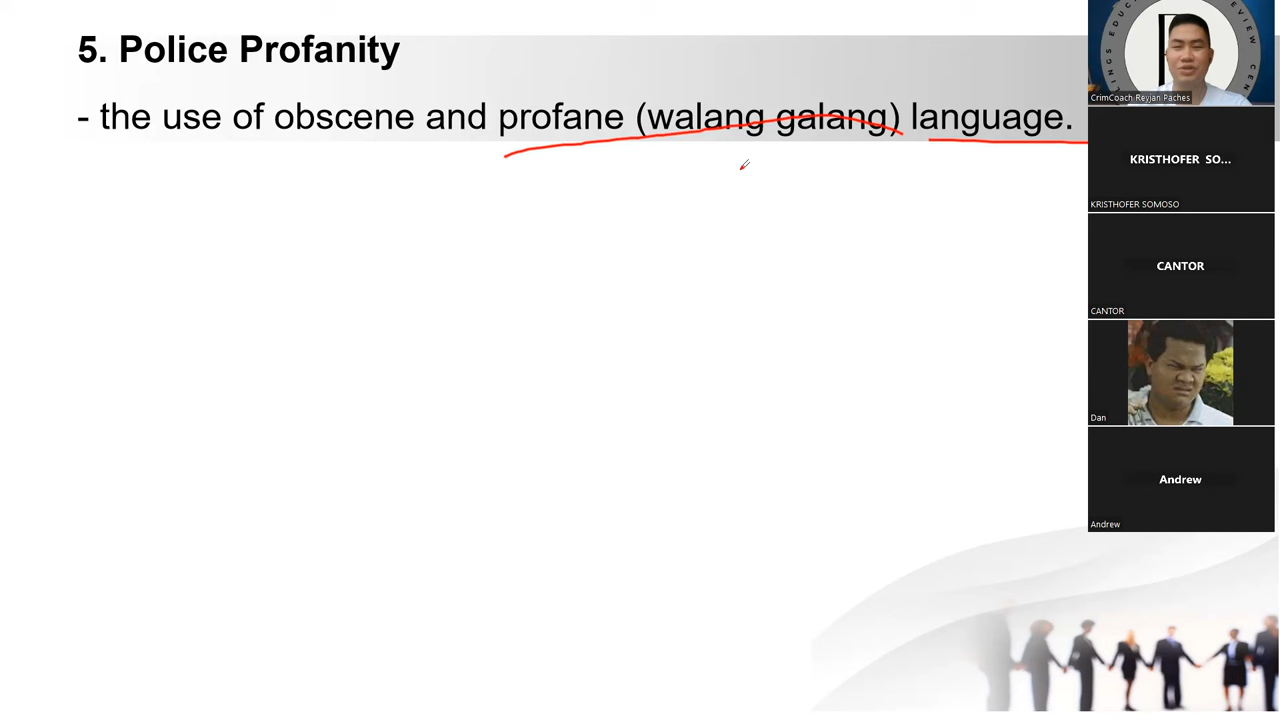 5. Police Profanity
- the use of obscene and profane (walang galang) language.
CrimCoach Reyjan Paches
KRISTHOFER SO...
KRISTHOFER SOMOSO
CANTOR
CANTOR
Dan
Andrew
Andrew